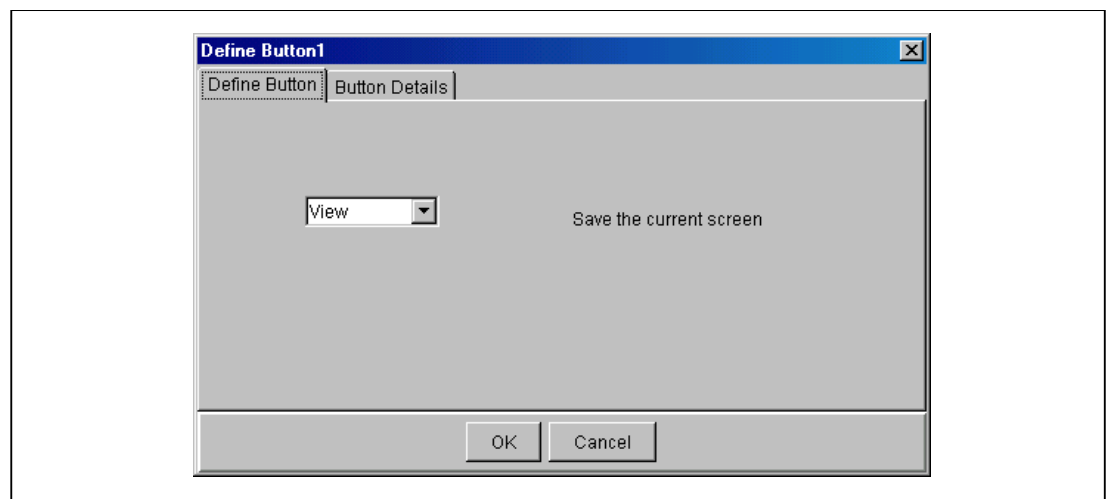 Define Button1
Define Button Button Details
View Save the current screen
OK Cancel